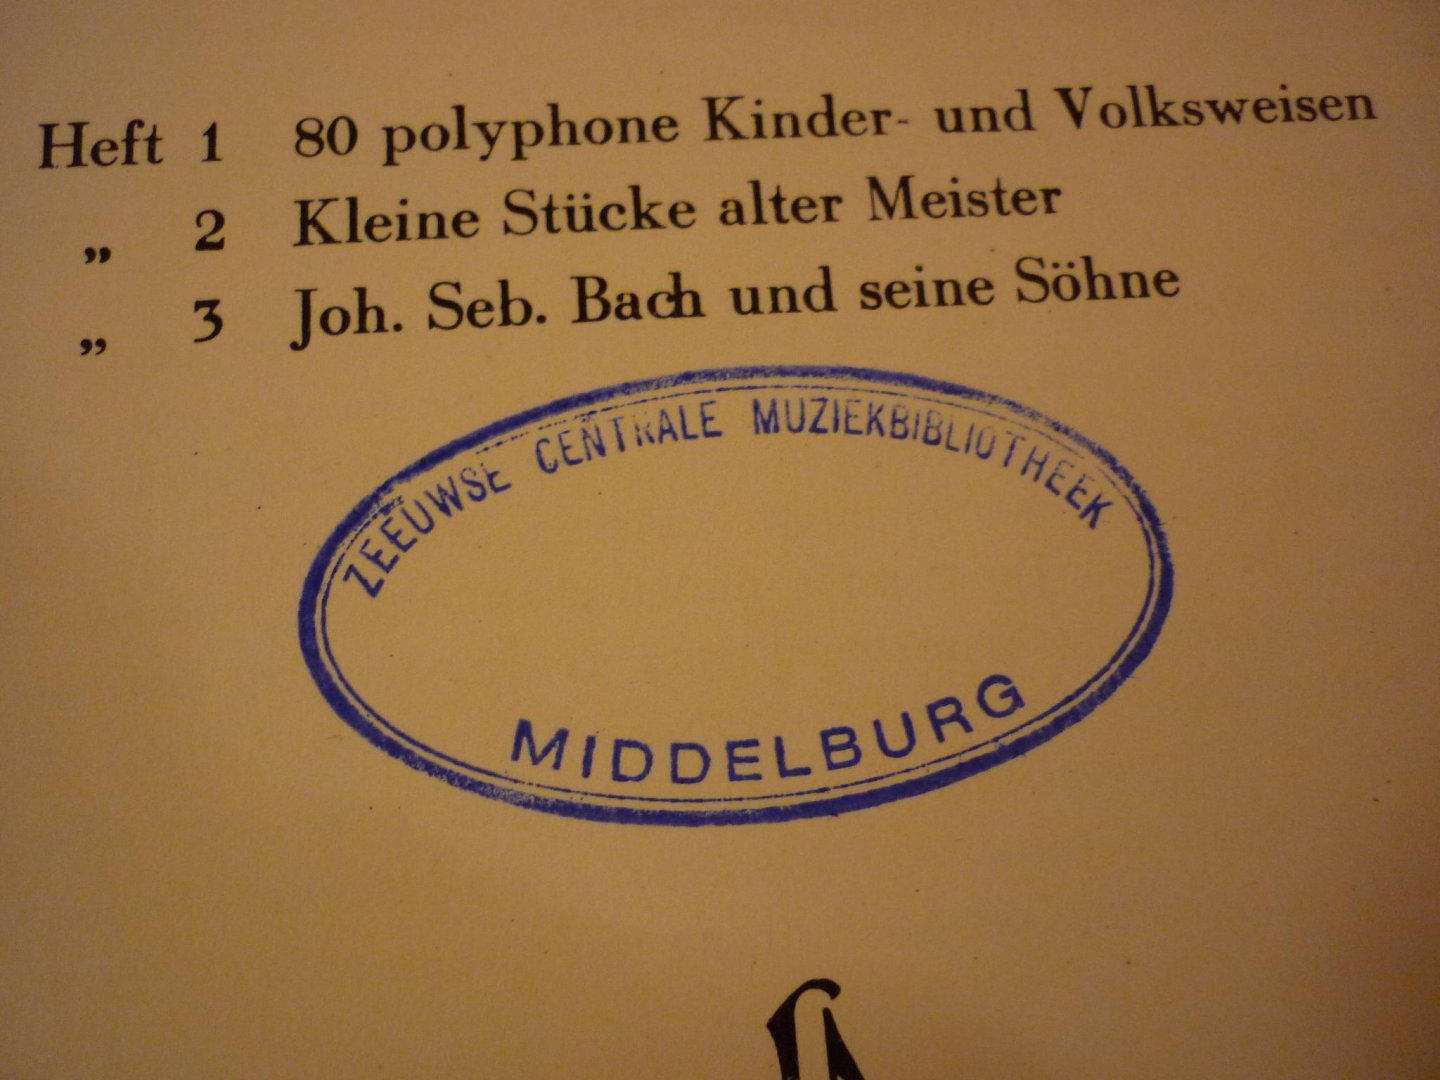 Heft 1 80 polyphone Kinder- und Volksweisen
„ 2 Kleine Stücke alter Meister
„ 3 Joh. Seb. Bach und seine Söhne
ZEEUWSE CENTRALE MUZIEKBIBLIOTHEEK
MIDDELBURG